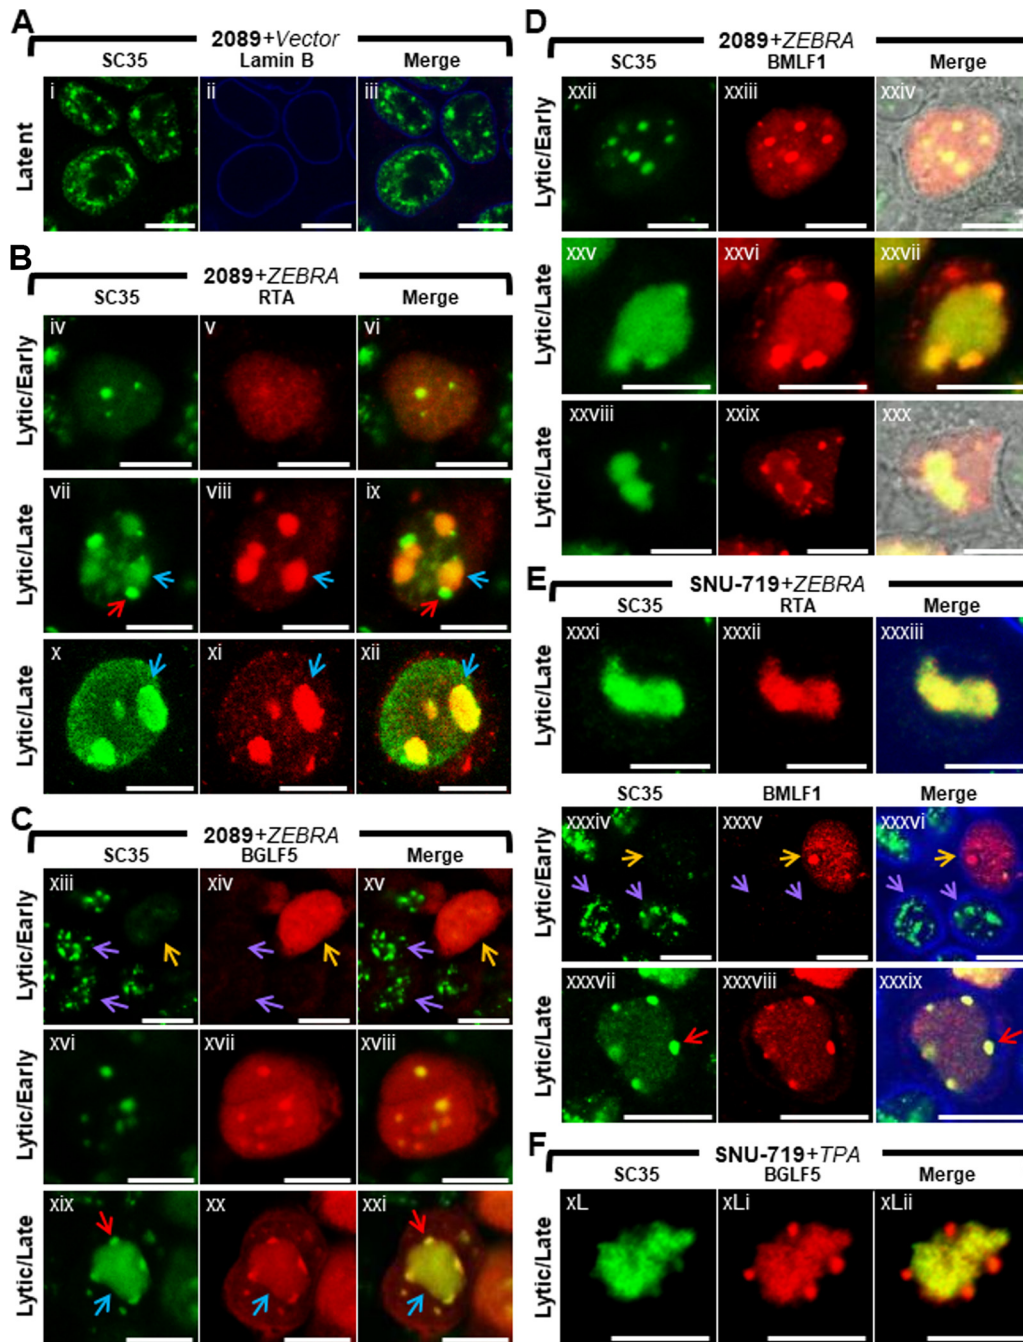 A
2089+Vector
SC35 Lamin B Merge
Latent
i ii iii
B
2089+ZEBRA
SC35 RTA Merge
Lytic/Early
iv v vi
Lytic/Late
vii viii ix
Lytic/Late
x xi xii
C
2089+ZEBRA
SC35 BGLF5 Merge
Lytic/Early
xiii xiv xv
Lytic/Early
xvi xvii xviii
Lytic/Late
xix xx xxi
D
2089+ZEBRA
SC35 BMLF1 Merge
Lytic/Early
xxii xxiii xxiv
Lytic/Late
xxv xxvi xxvii
Lytic/Late
xxviii xxix xxx
E
SNU-719+ZEBRA
SC35 RTA Merge
Lytic/Late
xxxi xxxii xxxiii
SC35 BMLF1 Merge
Lytic/Early
xxxiv xxxv xxxvi
Lytic/Late
xxxvii xxxviii xxxix
F
SNU-719+TPA
SC35 BGLF5 Merge
Lytic/Late
xL xLi xLii